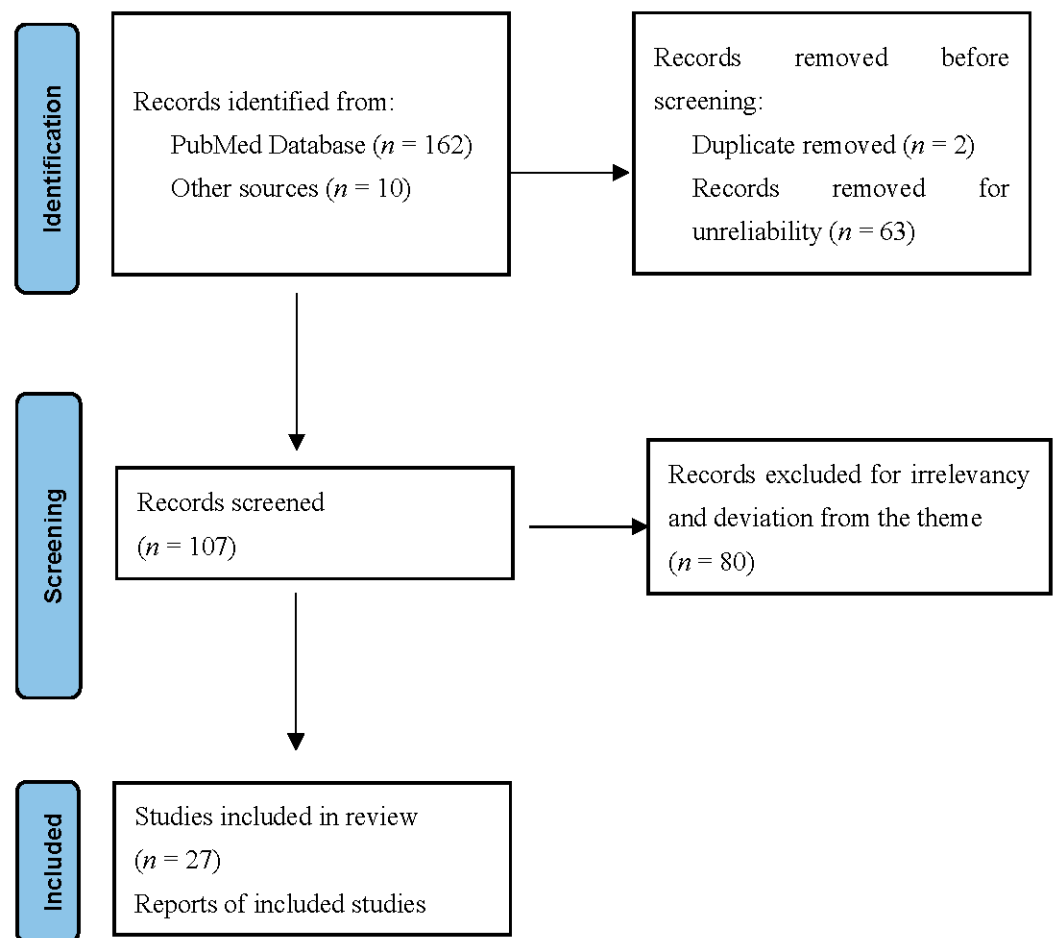 Identification
Records identified from:
PubMed Database (n = 162)
Other sources (n = 10)
Records removed before
screening:
Duplicate removed (n = 2)
Records removed for
unreliability (n = 63)
Screening
Records screened
(n = 107)
Records excluded for irrelevancy
and deviation from the theme
(n = 80)
Included
Studies included in review
(n = 27)
Reports of included studies